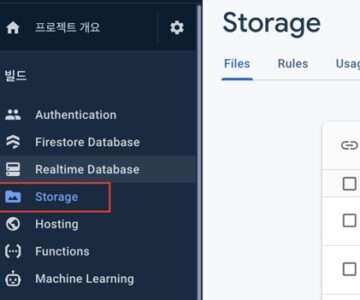 프로젝트 개요
빌드
Authentication
Firestore Database
Realtime Database
Storage
Hosting
Functions
Machine Learning
Storage
Files Rules Usag